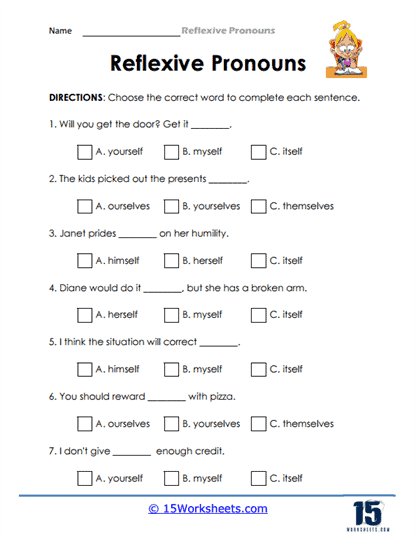 Name ____________________ Reflexive Pronouns
Reflexive Pronouns
DIRECTIONS: Choose the correct word to complete each sentence.
1. Will you get the door? Get it ________.
A. yourself B. myself C. itself
2. The kids picked out the presents ________.
A. ourselves B. yourselves C. themselves
3. Janet prides ________ on her humility.
A. himself B. herself C. itself
4. Diane would do it ________, but she has a broken arm.
A. herself B. myself C. itself
5. I think the situation will correct ________.
A. himself B. myself C. itself
6. You should reward ________ with pizza.
A. ourselves B. yourselves C. themselves
7. I don't give ________ enough credit.
A. yourself B. myself C. itself
© 15Worksheets.com
15
WORKSHEETS.COM